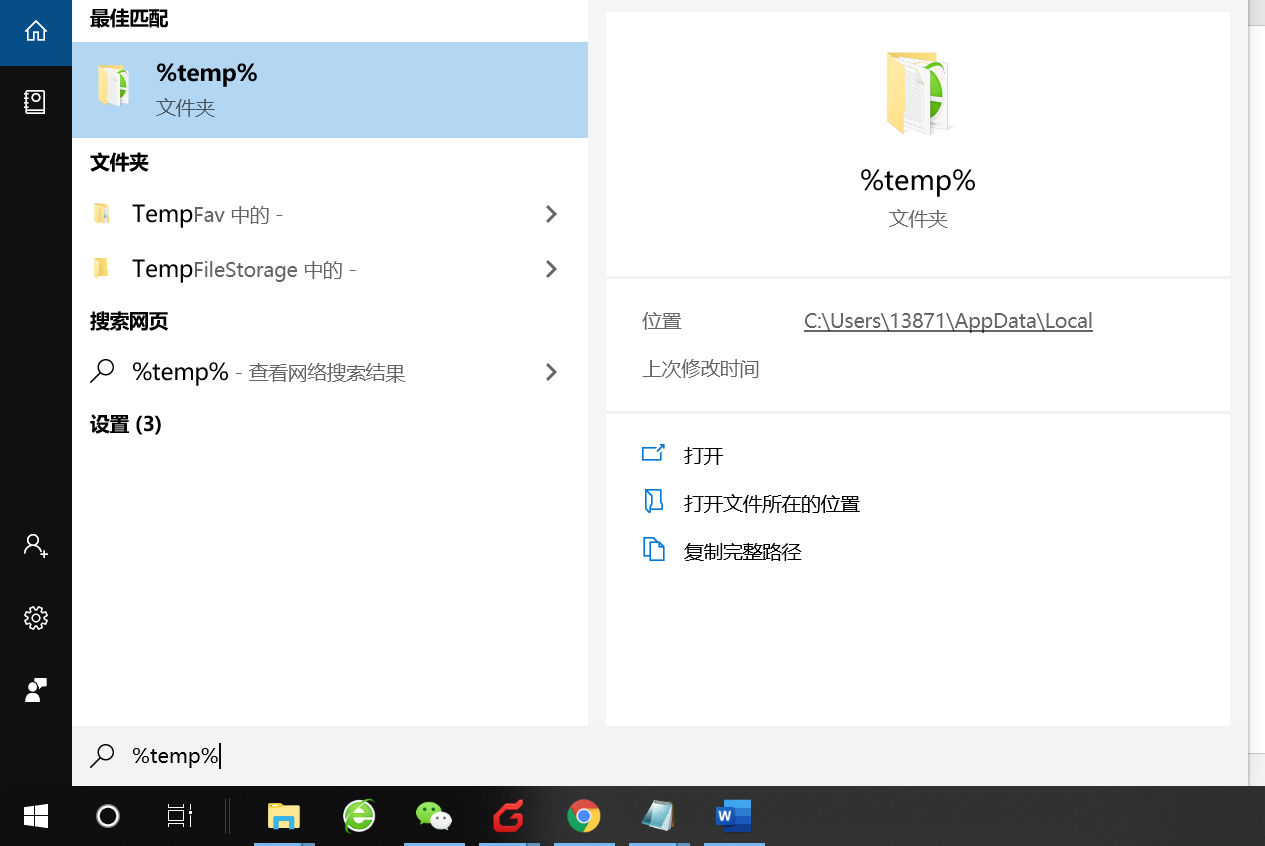 最佳匹配
%temp%
文件夹
文件夹
TempFav 中的 -
TempFileStorage 中的 -
搜索网页
%temp% - 查看网络搜索结果
设置 (3)
%temp%
文件夹
位置 C:\Users\13871\AppData\Local
上次修改时间
打开
打开文件所在的位置
复制完整路径
%temp%
W